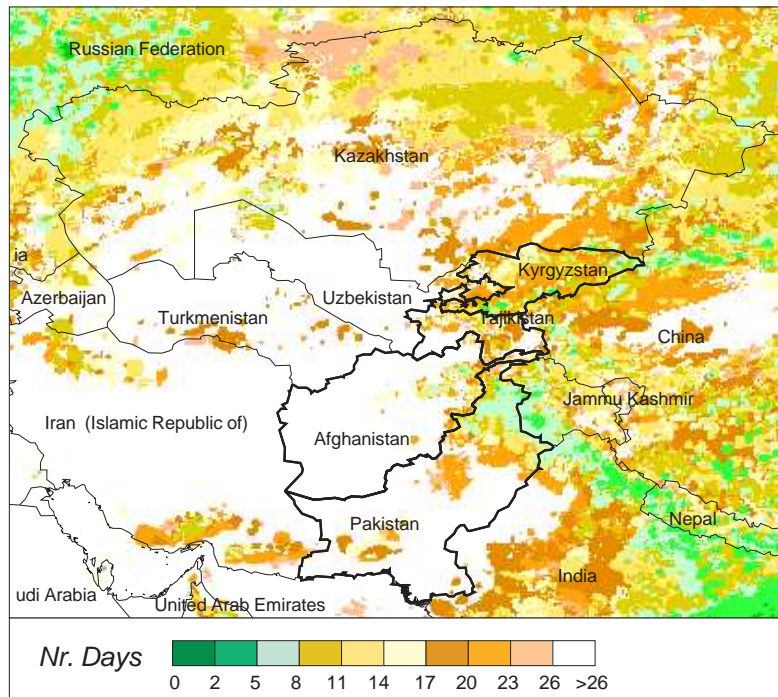 Russian Federation
Kazakhstan
ia
Kyrgyzstan
Azerbaijan
Uzbekistan
Turkmenistan
Tajikistan
China
Jammu Kashmir
Iran (Islamic Republic of)
Afghanistan
Pakistan
Nepal
India
udi Arabia
United Arab Emirates
Nr. Days
0 2 5 8 11 14 17 20 23 26 >26